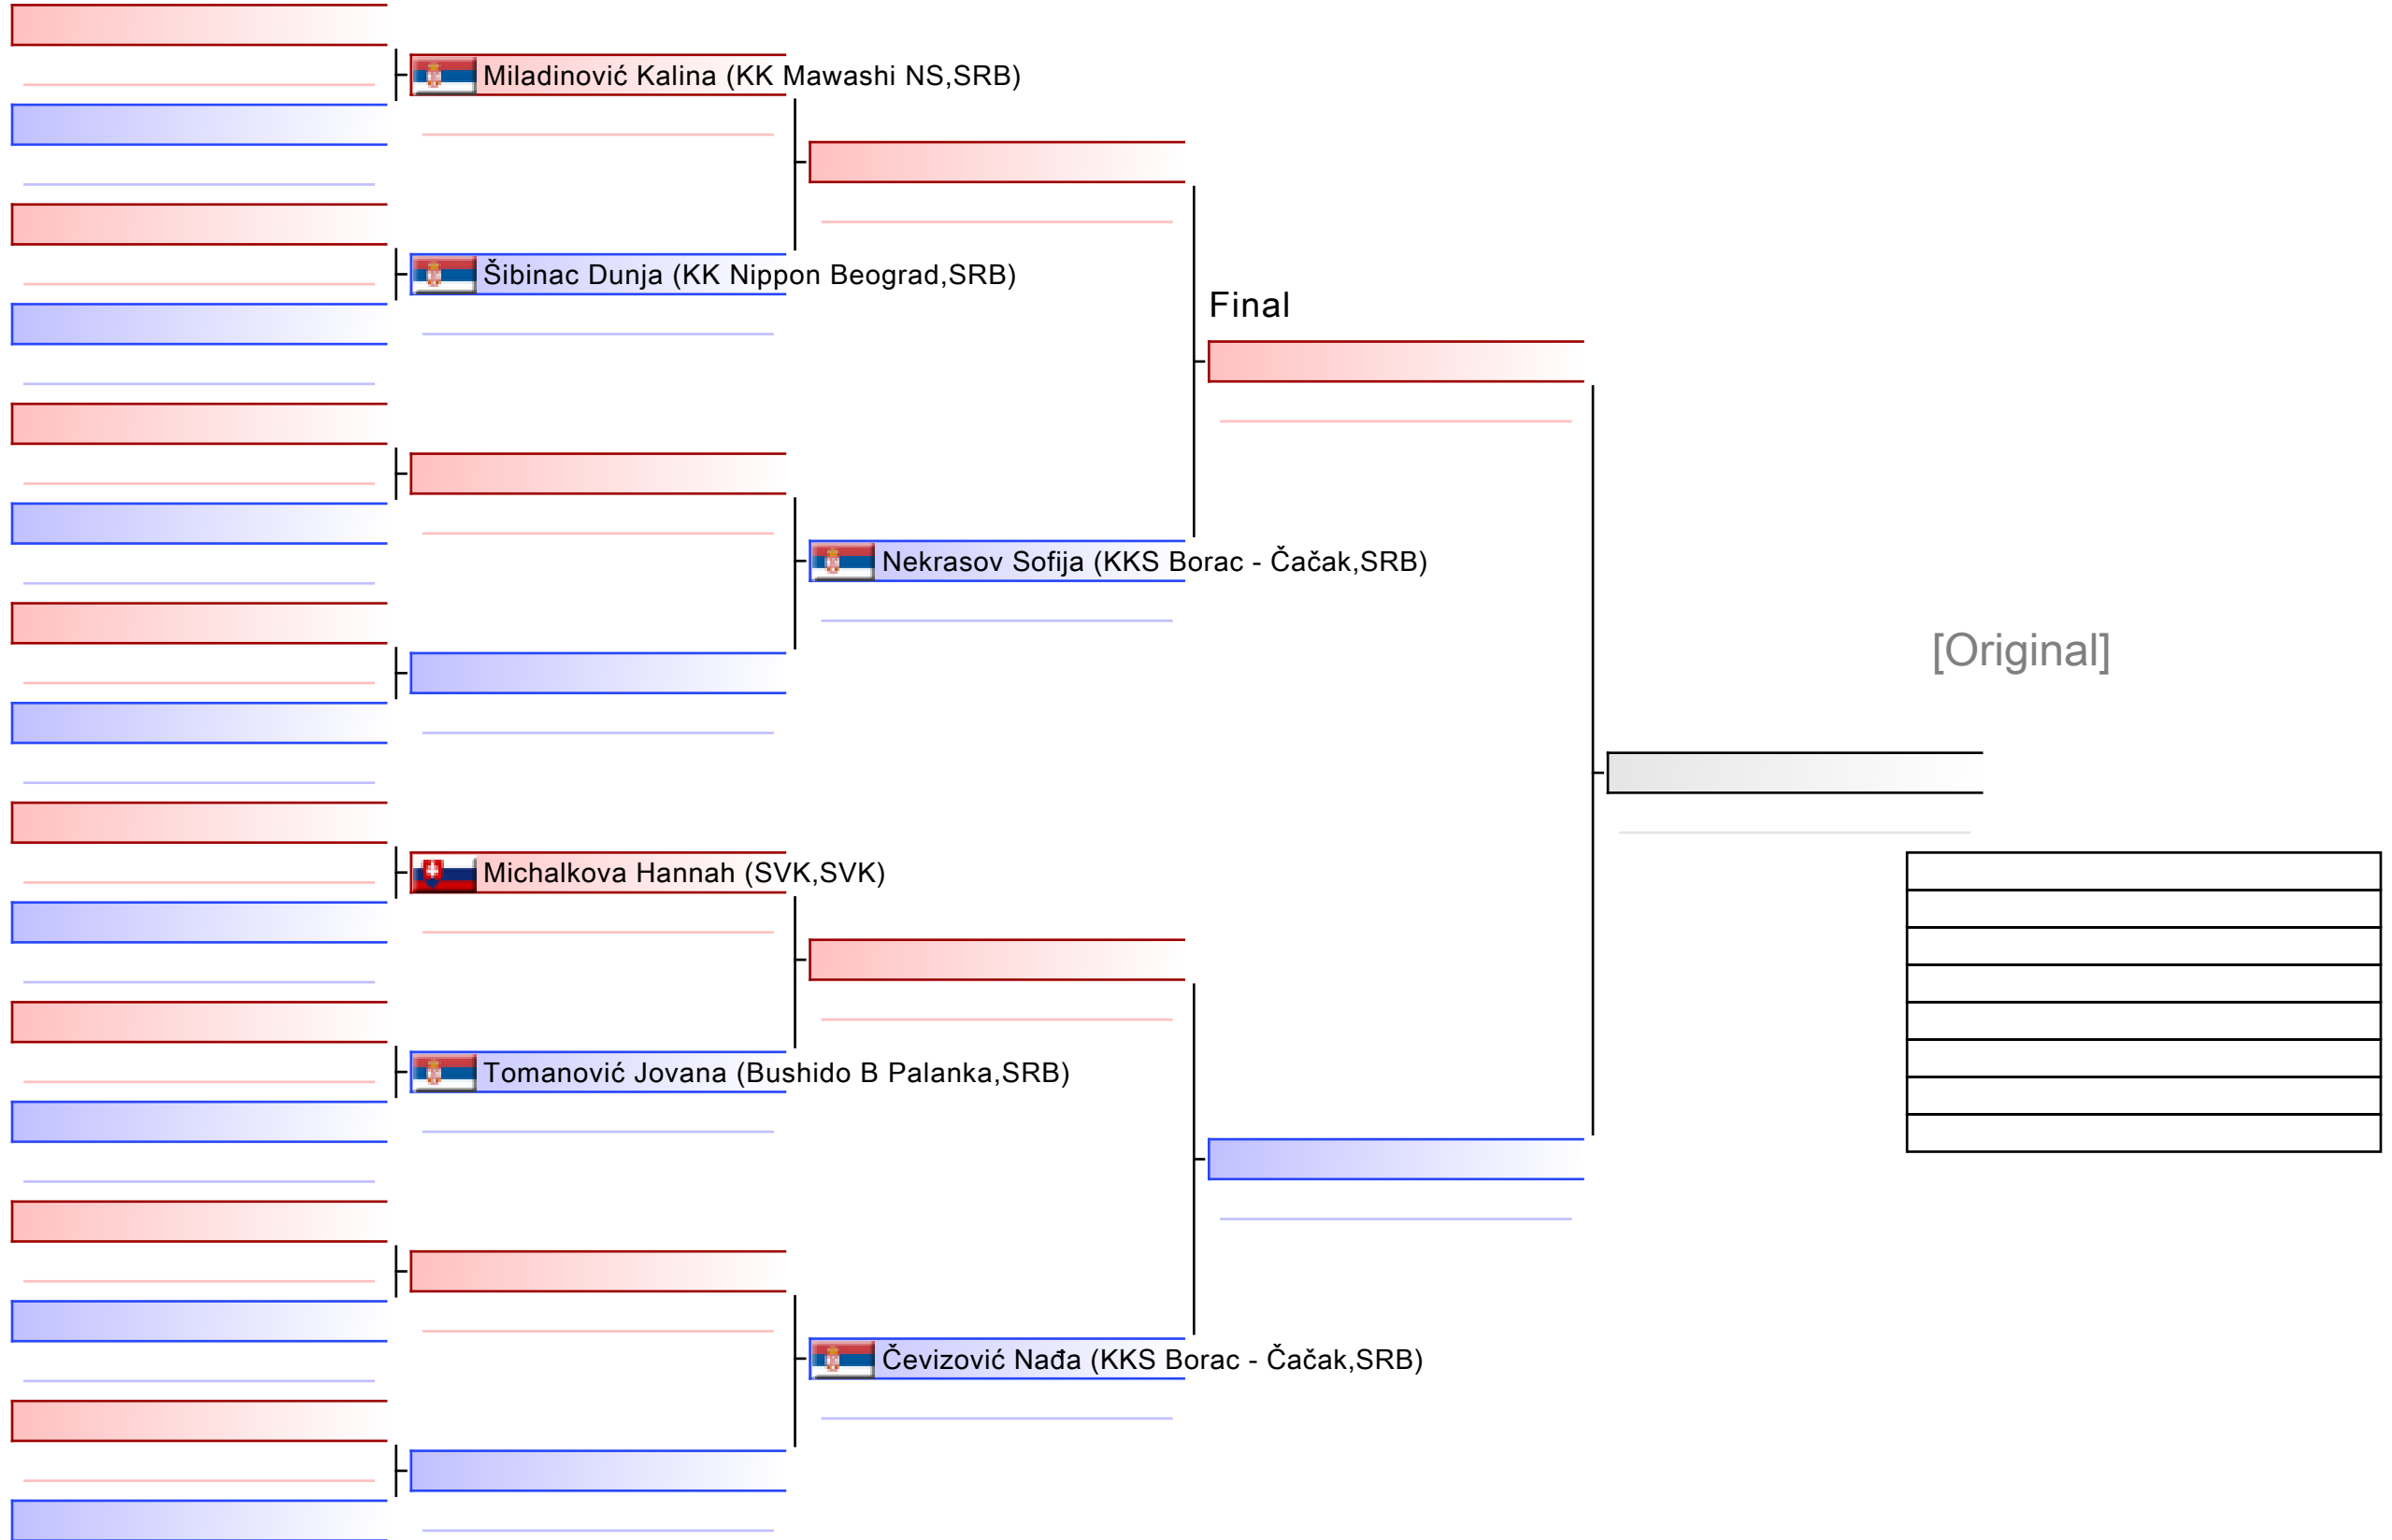 Miladinović Kalina (KK Mawashi NS,SRB)
Šibinac Dunja (KK Nippon Beograd,SRB)
Final
Nekrasov Sofija (KKS Borac - Čačak,SRB)
[Original]
Michalkova Hannah (SVK,SVK)
Tomanović Jovana (Bushido B Palanka,SRB)
Čevizović Nađa (KKS Borac - Čačak,SRB)